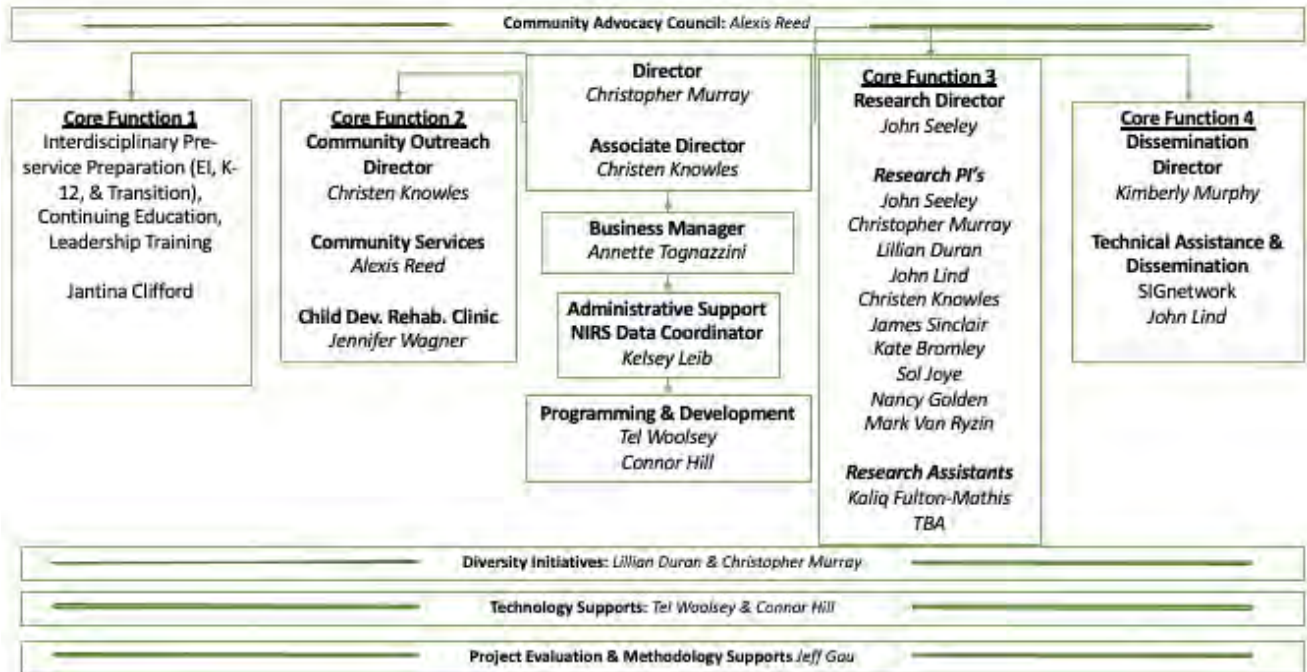 Community Advocacy Council: Alexis Reed
Core Function 1
Interdisciplinary Pre-
service Preparation (EI, K-
12, & Transition),
Continuing Education,
Leadership Training
Jantina Clifford
Core Function 2
Community Outreach
Director
Christen Knowles
Community Services
Alexis Reed
Child Dev. Rehab. Clinic
Jennifer Wagner
Director
Christopher Murray
Associate Director
Christen Knowles
Business Manager
Annette Tognazzini
Administrative Support
NIRS Data Coordinator
Kelsey Leib
Programming & Development
Tel Woolsey
Connor Hill
Core Function 3
Research Director
John Seeley
Research PI's
John Seeley
Christopher Murray
Lillian Duran
John Lind
Christen Knowles
James Sinclair
Kate Bromley
Sol Joye
Nancy Golden
Mark Van Ryzin
Research Assistants
Kaliq Fulton-Mathis
TBA
Core Function 4
Dissemination
Director
Kimberly Murphy
Technical Assistance &
Dissemination
SIGnetwork
John Lind
Diversity Initiatives: Lillian Duran & Christopher Murray
Technology Supports: Tel Woolsey & Connor Hill
Project Evaluation & Methodology Supports Jeff Gau